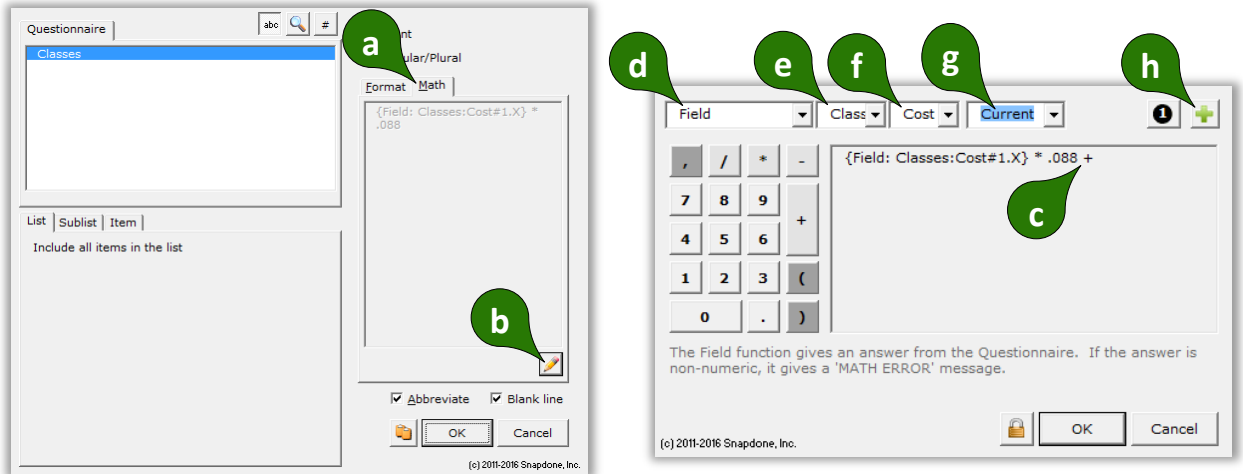 Questionnaire
abc
#
Classes
a
nt
ular/Plural
Format
Math
{Field: Classes:Cost#1.X} *
.088
List
Sublist
Item
Include all items in the list
b
Abbreviate
Blank line
OK
Cancel
(c) 2011-2016 Snapdone, Inc.
d
e
f
g
h
Field
Class
Cost
Current
1
, / * -
7 8 9
+
4 5 6
1 2 3 (
0 . )
{Field: Classes:Cost#1.X} * .088 +
c
The Field function gives an answer from the Questionnaire. If the answer is
non-numeric, it gives a 'MATH ERROR' message.
OK
Cancel
(c) 2011-2016 Snapdone, Inc.